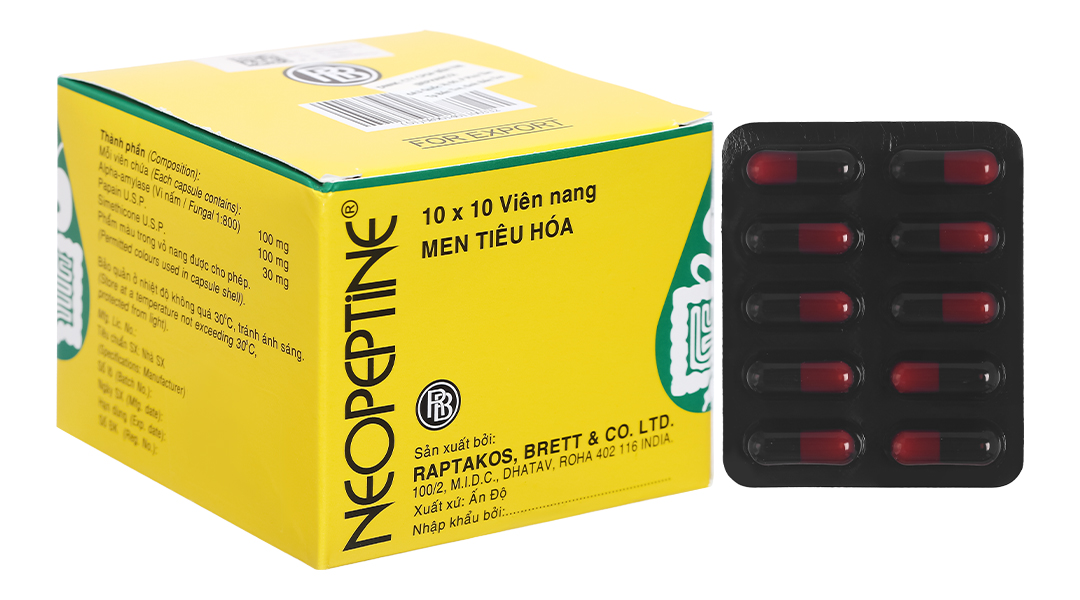 FOR EXPORT
Thành phần (Composition):
Mỗi viên chứa (Each capsule contains):
Alpha-amylase (Vi nấm / Fungal 1:800) 100 mg
Papain U.S.P. 100 mg
Simethicone U.S.P. 30 mg
Phẩm màu trong vỏ nang được cho phép.
(Permitted colours used in capsule shell).
Bảo quản ở nhiệt độ không quá 30°C, tránh ánh sáng.
(Store at a temperature not exceeding 30°C,
protected from light).
Mfg. Lic. No.:
Tiêu chuẩn SX: Nhà SX
(Specifications: Manufacturer)
Số lô (Batch No.):
Ngày SX (Mfg. date):
Hạn dùng (Exp. date):
Số ĐK (Reg. No.):
NEOPEPTINE®
10 x 10 Viên nang
MEN TIÊU HÓA
RB
Sản xuất bởi:
RAPTAKOS, BRETT & CO. LTD.
100/2, M.I.D.C., DHATAV, ROHA 402 116 INDIA.
Xuất xứ: Ấn Độ
Nhập khẩu bởi: